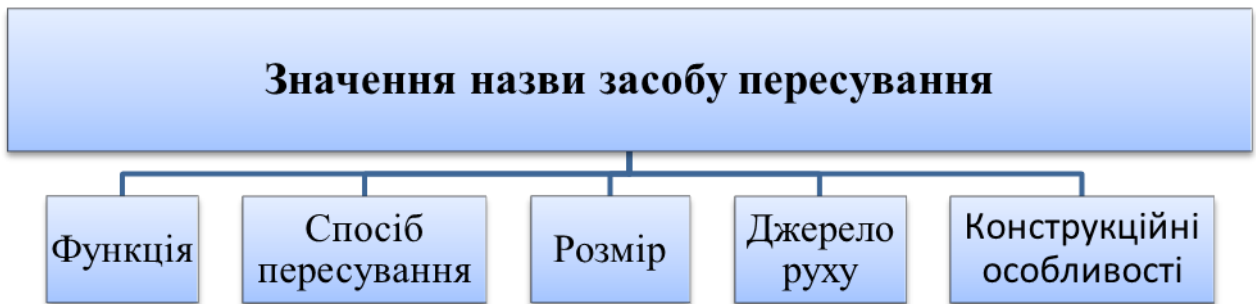 Значення назви засобу пересування
Функція
Спосіб
пересування
Розмір
Джерело
руху
Конструкційні
особливості